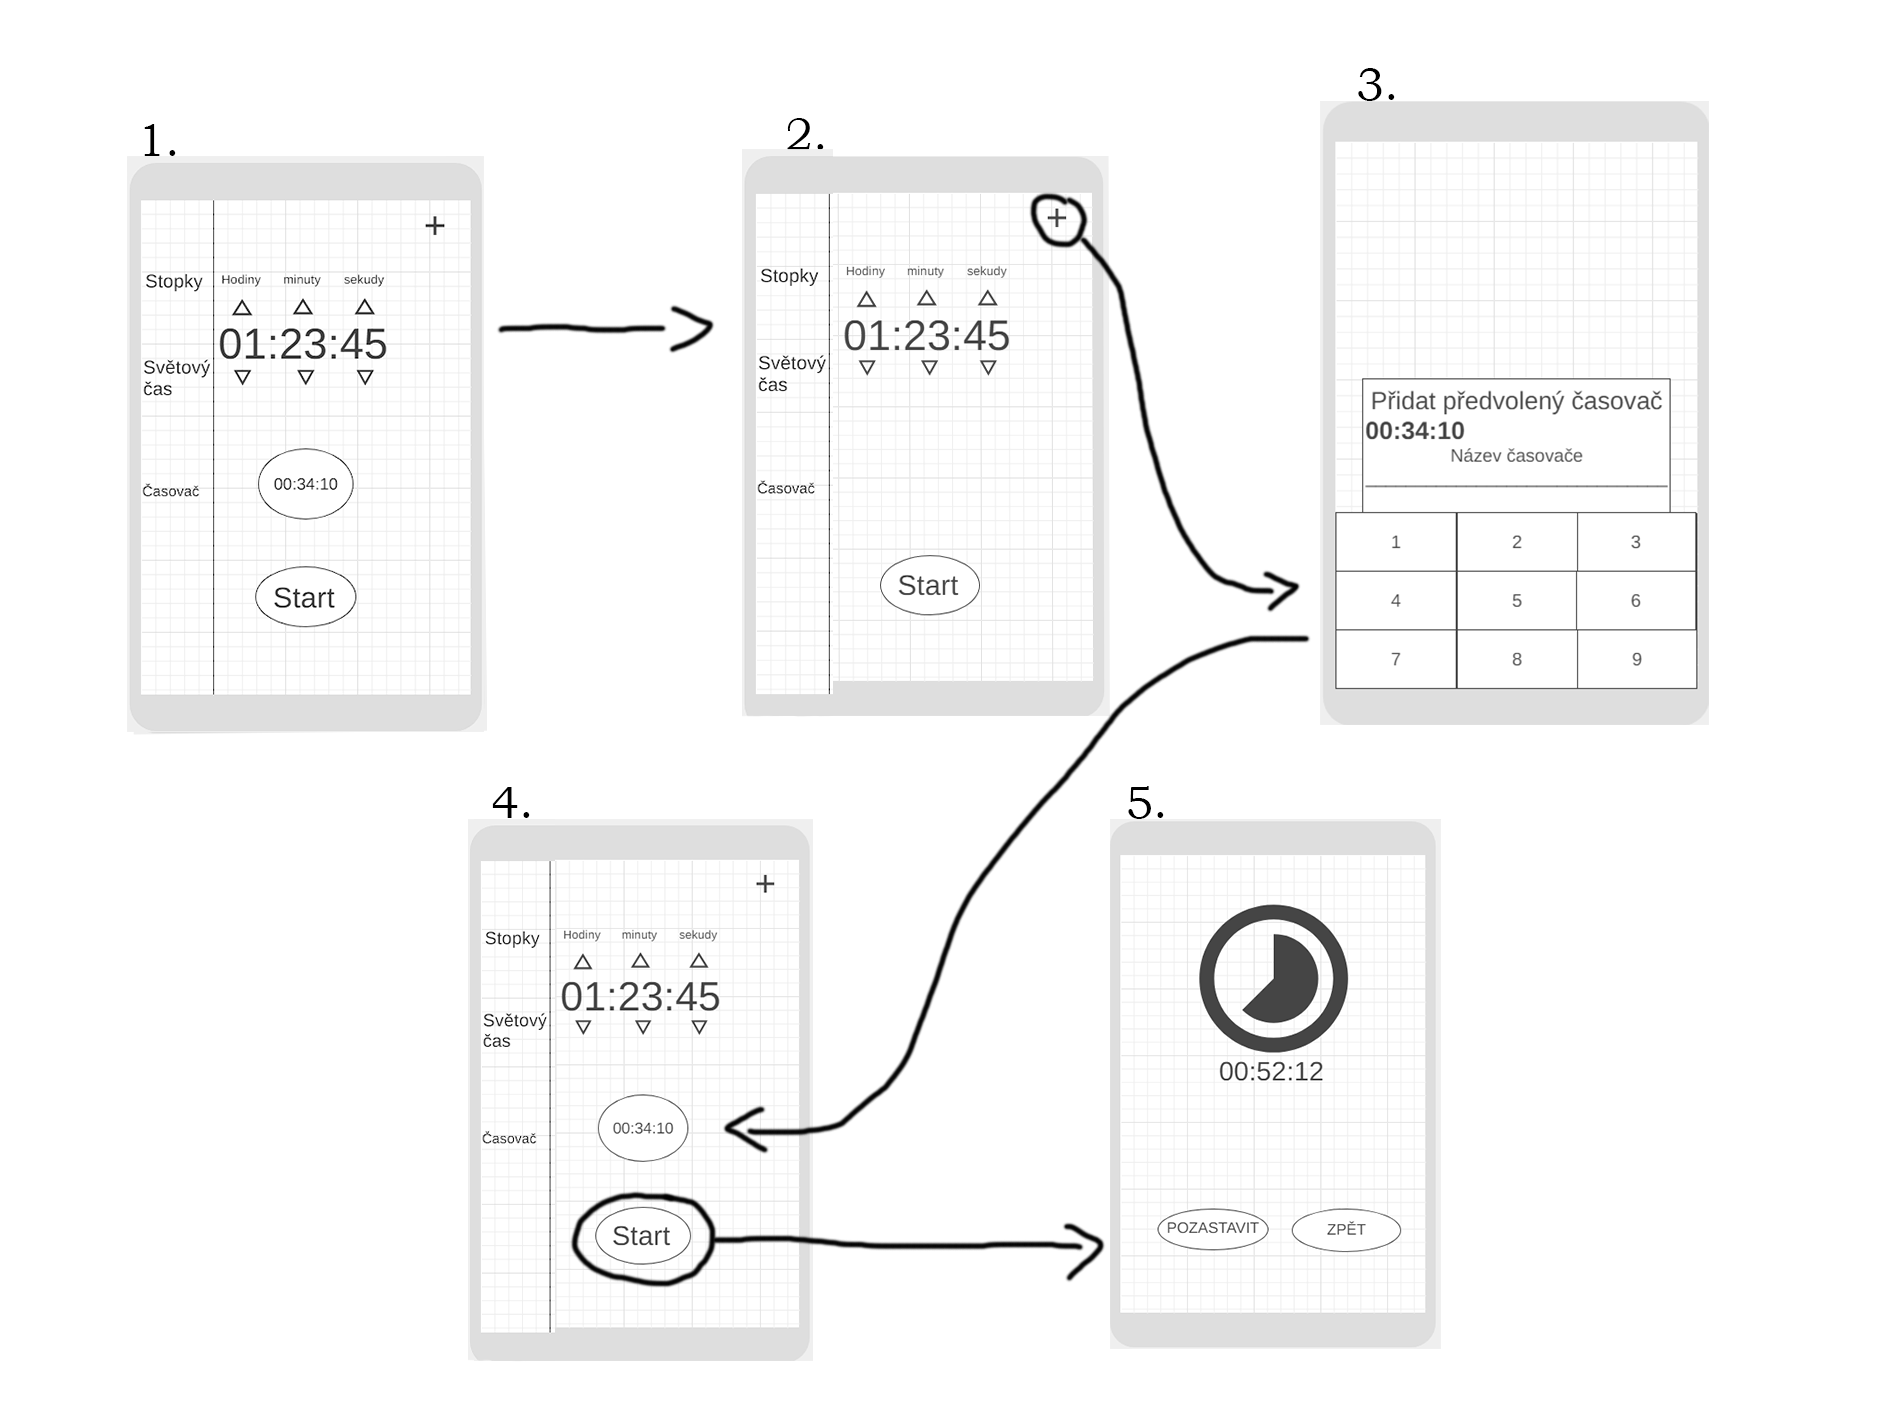 1.
+
Stopky
Hodiny minuty sekudy
01:23:45
Světový
čas
Časovač
00:34:10
Start
2.
+
Stopky
Hodiny minuty sekudy
01:23:45
Světový
čas
Časovač
Start
3.
Přidat předvolený časovač
00:34:10
Název časovače
1 2 3
4 5 6
7 8 9
4.
+
Stopky
Hodiny minuty sekudy
01:23:45
Světový
čas
Časovač
00:34:10
Start
5.
00:52:12
POZASTAVIT ZPĚT